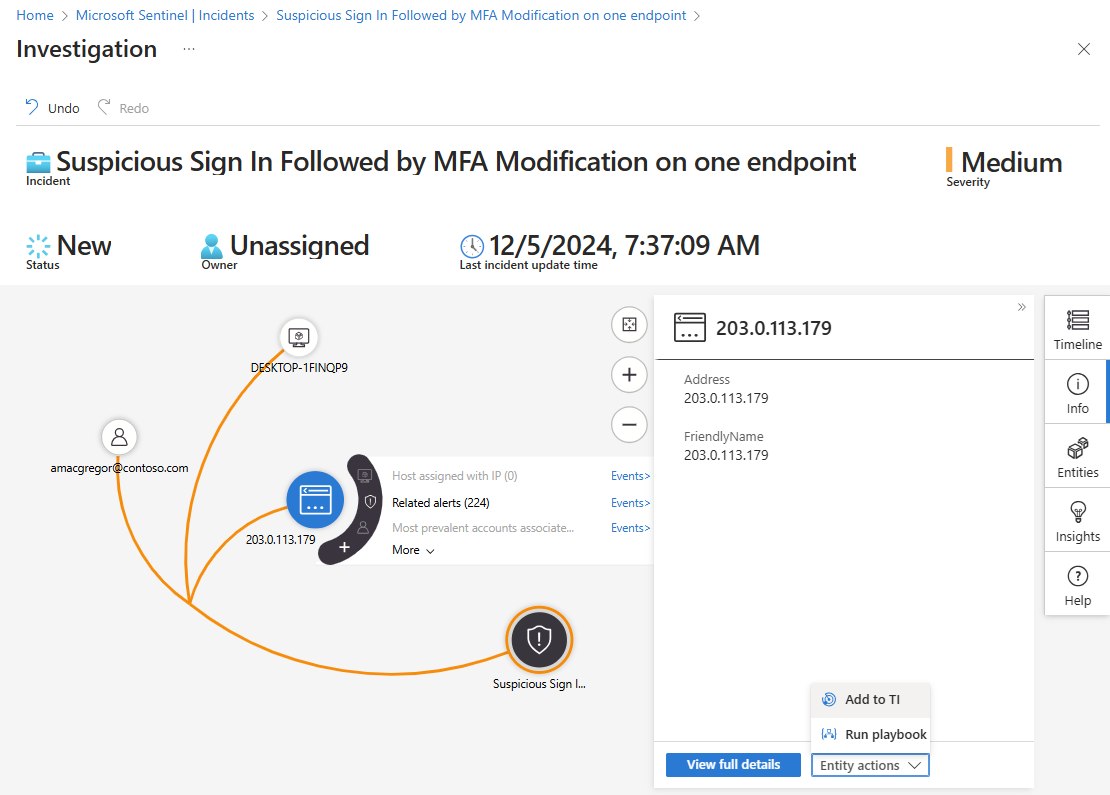 Home > Microsoft Sentinel | Incidents > Suspicious Sign In Followed by MFA Modification on one endpoint >
Investigation ...
Undo Redo
Suspicious Sign In Followed by MFA Modification on one endpoint
Incident
Medium
Severity
New
Status
Unassigned
Owner
12/5/2024, 7:37:09 AM
Last incident update time
DESKTOP-1FINQP9
amacgregor@contoso.com
203.0.113.179
Host assigned with IP (0) Events>
Related alerts (224) Events>
Most prevalent accounts associate... Events>
More
Suspicious Sign I...
203.0.113.179
Address
203.0.113.179
FriendlyName
203.0.113.179
Add to TI
Run playbook
View full details
Entity actions
Timeline
Info
Entities
Insights
Help